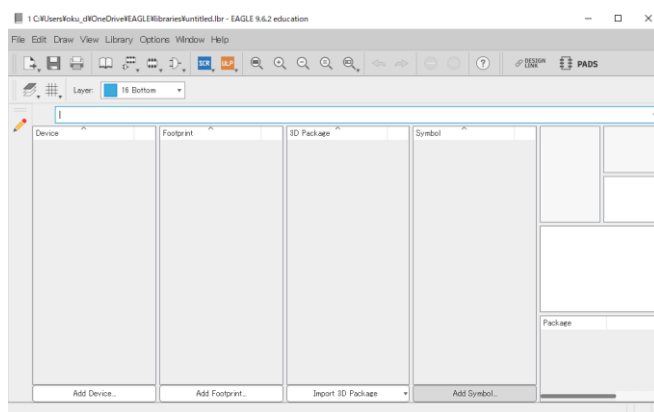 1 C:¥Users¥oku_d¥OneDrive¥EAGLE¥libraries¥untitled.lbr - EAGLE 9.6.2 education
File Edit Draw View Library Options Window Help
SCR ULP DESIGN LINK PADS
Layer: 16 Bottom
Device Footprint 3D Package Symbol
Package
Add Device... Add Footprint... Import 3D Package Add Symbol...